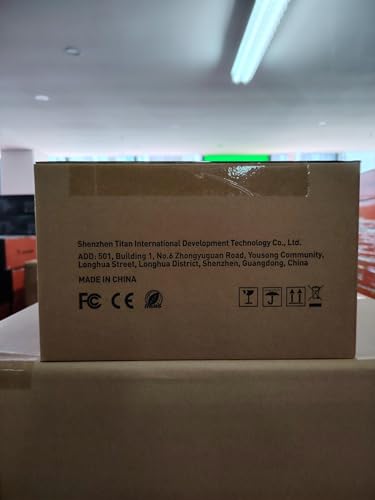 Shenzhen Titan International Development Technology Co., Ltd.
ADD: 501, Building 1, No.6 Zhongyuguan Road, Yousong Community,
Longhua Street, Longhua District, Shenzhen, Guangdong, China
MADE IN CHINA
FC CE